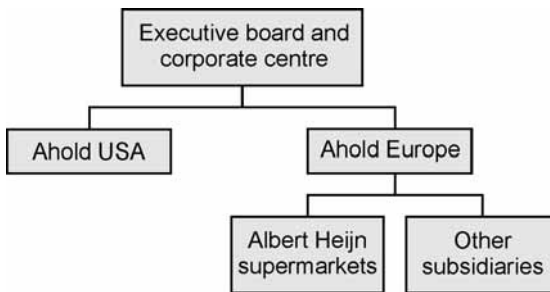 Executive board and
corporate centre
Ahold USA
Ahold Europe
Albert Heijn
supermarkets
Other
subsidiaries